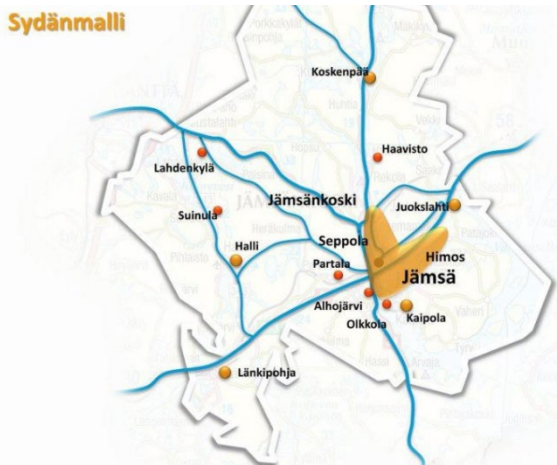 Sydänmalli
Koskenpää
Haavisto
Lahdenkylä
Jämsänkoski
Juokslahti
Suinula
Seppola
Halli
Himos
Partala
Jämsä
Alhojärvi
Kaipola
Olkkola
Länkipohja